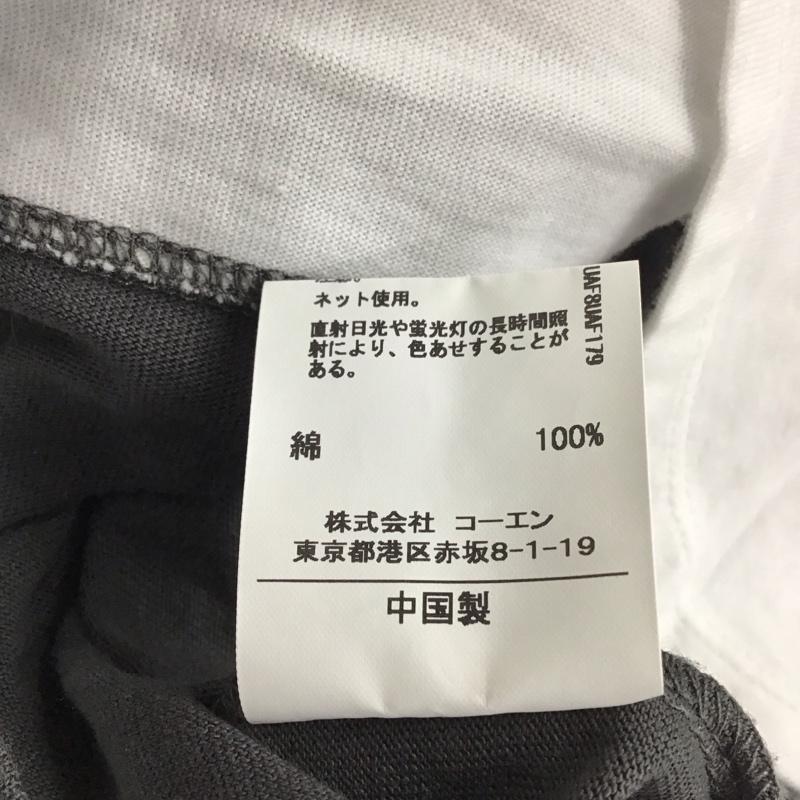 ネット使用。
直射日光や蛍光灯の長時間照
射により、色あせすることが
ある。
UAF8UAF179
綿 100%
株式会社 コーエン
東京都港区赤坂8-1-19
中国製